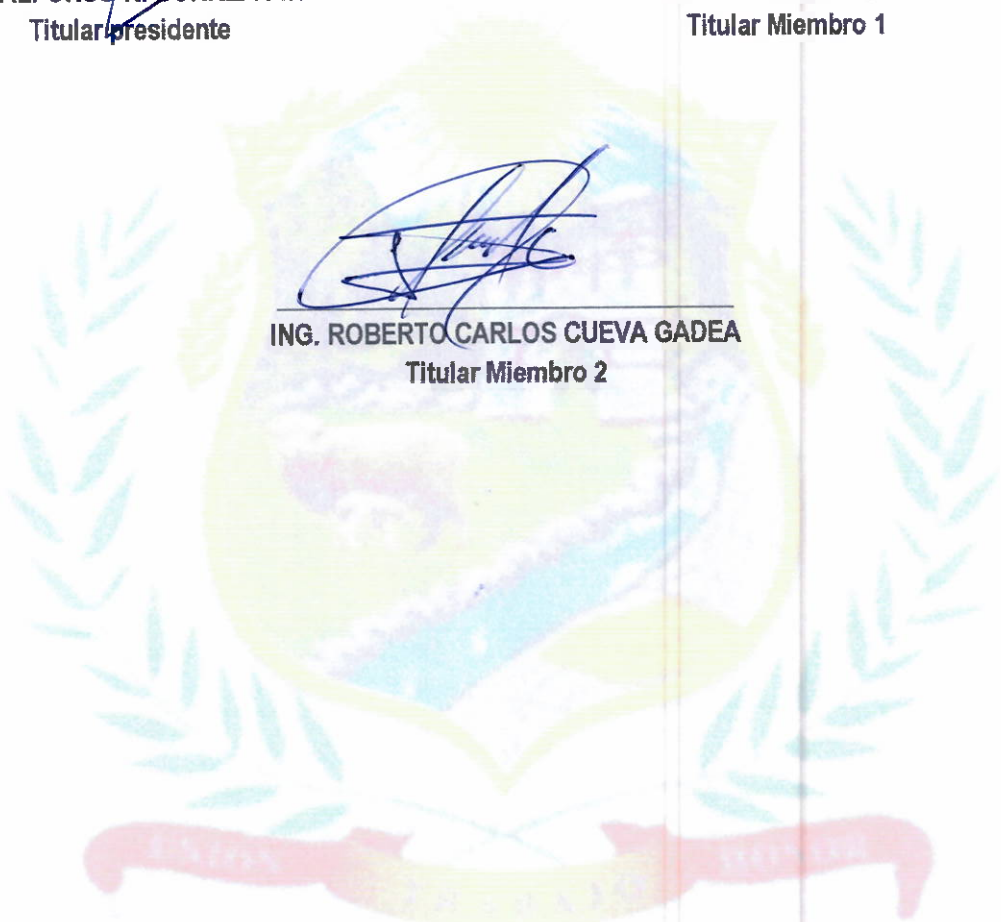 Titular presidente
Titular Miembro 1
ING. ROBERTO CARLOS CUEVA GADEA
Titular Miembro 2